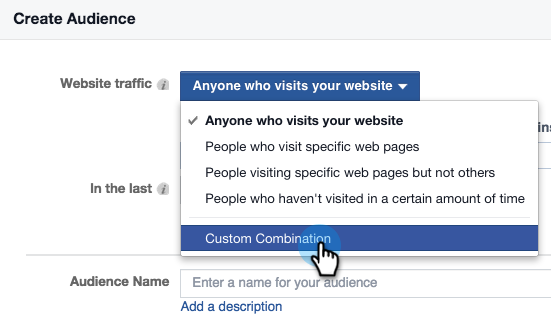 Create Audience
Website traffic i Anyone who visits your website
✓ Anyone who visits your website
People who visit specific web pages
People visiting specific web pages but not others
In the last i
People who haven't visited in a certain amount of time
Custom Combination
Audience Name Enter a name for your audience
Add a description